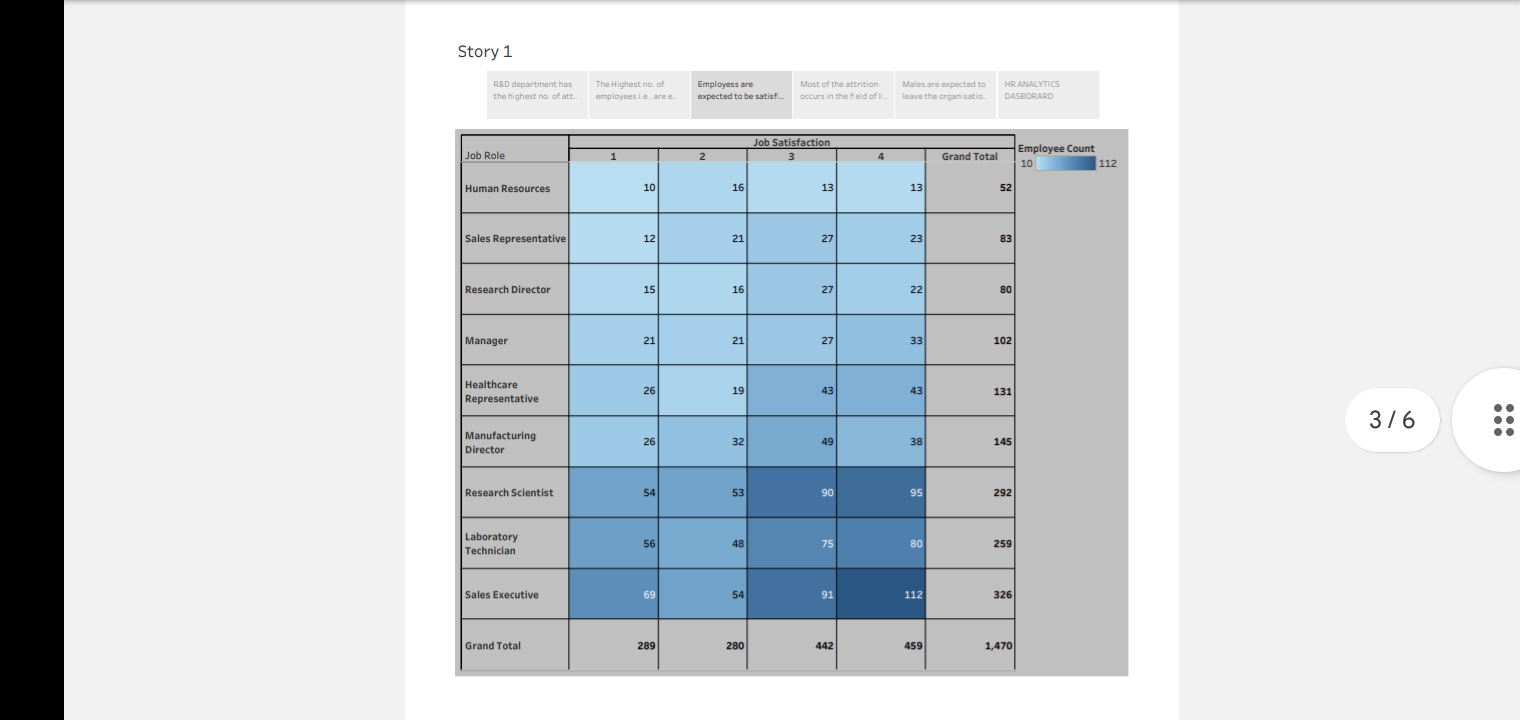 Story 1
R&D department has
the highest no. of att..
The Highest no. of
employees i.e . are e..
Employess are
expected to be satisfi...
Most of the attrition
occurs in the field of li..
Males are expected to
leave the organisatio..
HR ANALYTICS
DASBORARD
Job Satisfaction
Job Role 1 2 3 4 Grand Total
Human Resources 10 16 13 13 52
Sales Representative 12 21 27 23 83
Research Director 15 16 27 22 80
Manager 21 21 27 33 102
Healthcare
Representative 26 19 43 43 131
Manufacturing
Director 26 32 49 38 145
Research Scientist 54 53 90 95 292
Laboratory
Technician 56 48 75 80 259
Sales Executive 69 54 91 112 326
Grand Total 289 280 442 459 1,470
Employee Count
10 112
3 / 6